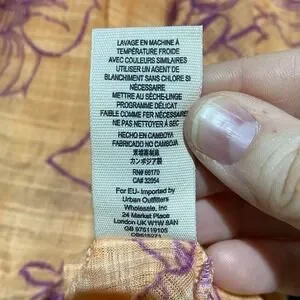 LAVAGE EN MACHINE À
TEMPÉRATURE FROIDE
AVEC COULEURS SIMILAIRES
UTILISER UN AGENT DE
BLANCHIMENT SANS CHLORE SI
NÉCESSAIRE
METTRE AU SÈCHE-LINGE
PROGRAMME DÉLICAT
FAIBLE COMME FER NÉCESSAIRE
NE PAS NETTOYER À SEC
HECHO EN CAMBOYA
FABRICADO NO CAMBOJA
柬埔寨製造
カンボジア製
RN# 66170
CA# 32054
For EU- Imported by
Urban Outfitters
Wholesale, Inc
24 Market Place
London UK W1W 8AN
GB 975119105